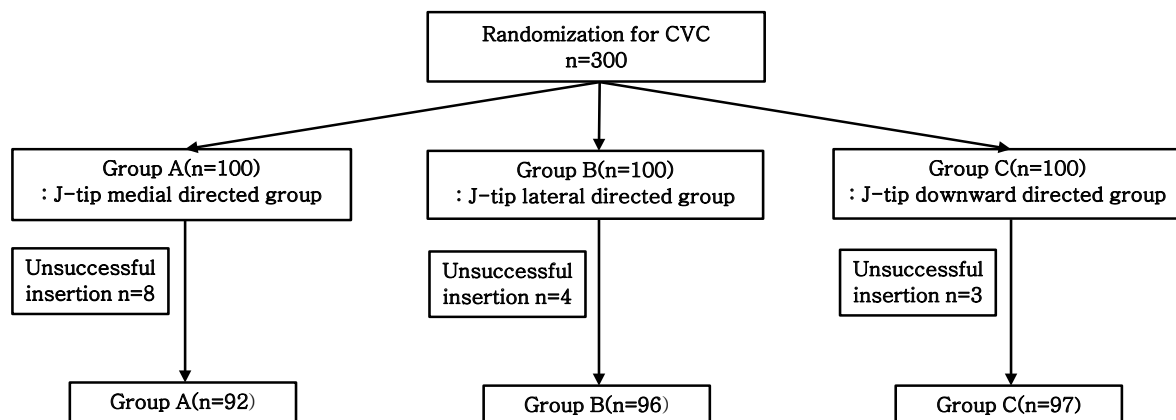 Randomization for CVC
n=300
Group A(n=100)
: J-tip medial directed group
Group B(n=100)
: J-tip lateral directed group
Group C(n=100)
: J-tip downward directed group
Unsuccessful
insertion n=8
Unsuccessful
insertion n=4
Unsuccessful
insertion n=3
Group A(n=92)
Group B(n=96)
Group C(n=97)